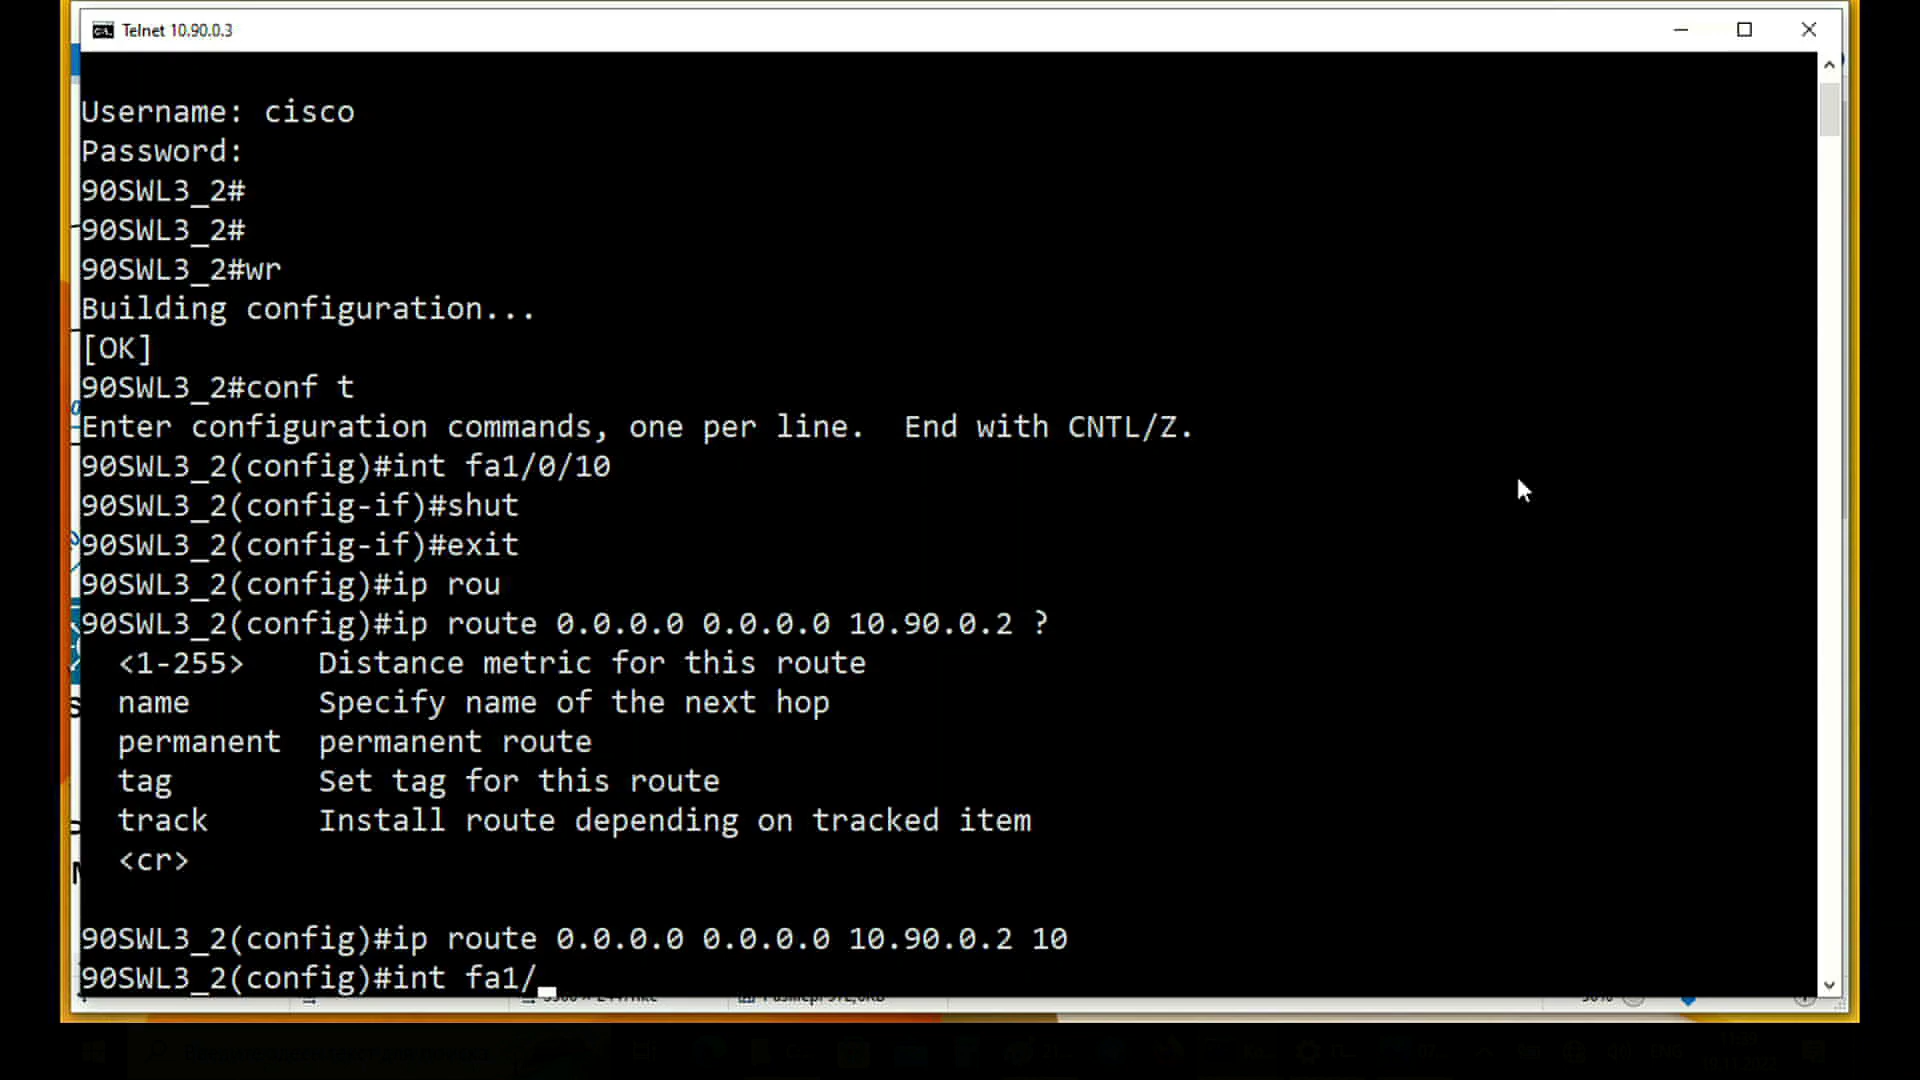 Telnet 10.90.0.3
Username: cisco
Password:
90SWL3_2#
90SWL3_2#
90SWL3_2#wr
Building configuration...
[OK]
90SWL3_2#conf t
Enter configuration commands, one per line.  End with CNTL/Z.
90SWL3_2(config)#int fa1/0/10
90SWL3_2(config-if)#shut
90SWL3_2(config-if)#exit
90SWL3_2(config)#ip rou
90SWL3_2(config)#ip route 0.0.0.0 0.0.0.0 10.90.0.2 ?
  <1-255>    Distance metric for this route
  name       Specify name of the next hop
  permanent  permanent route
  tag        Set tag for this route
  track      Install route depending on tracked item
  <cr>
90SWL3_2(config)#ip route 0.0.0.0 0.0.0.0 10.90.0.2 10
90SWL3_2(config)#int fa1/